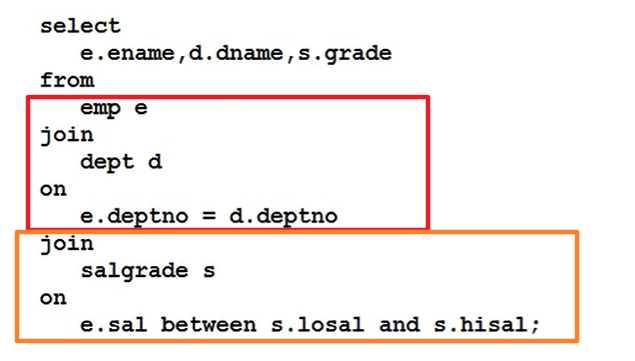 select
e.ename,d.dname,s.grade
from
emp e
join
dept d
on
e.deptno = d.deptno
join
salgrade s
on
e.sal between s.losal and s.hisal;